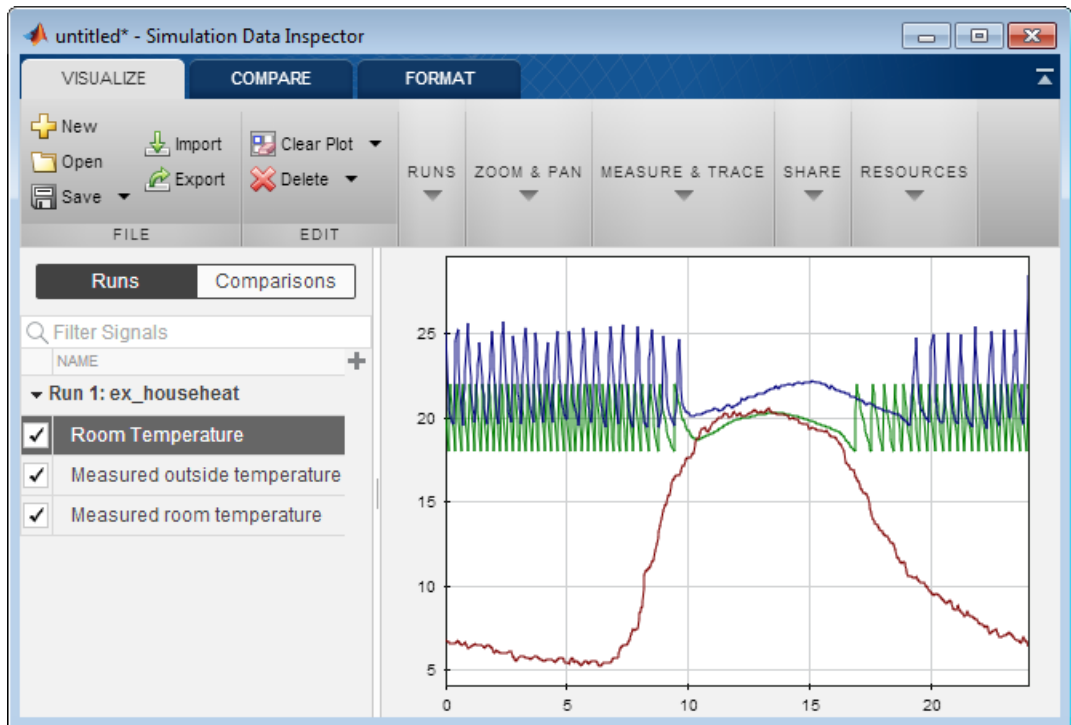 untitled* - Simulation Data Inspector
VISUALIZE COMPARE FORMAT
New
Open
Save
Import
Export
FILE
Clear Plot
Delete
EDIT
RUNS
ZOOM & PAN
MEASURE & TRACE
SHARE
RESOURCES
Runs Comparisons
Filter Signals
NAME
Run 1: ex_househeat
Room Temperature
Measured outside temperature
Measured room temperature
25
20
15
10
5
0 5 10 15 20